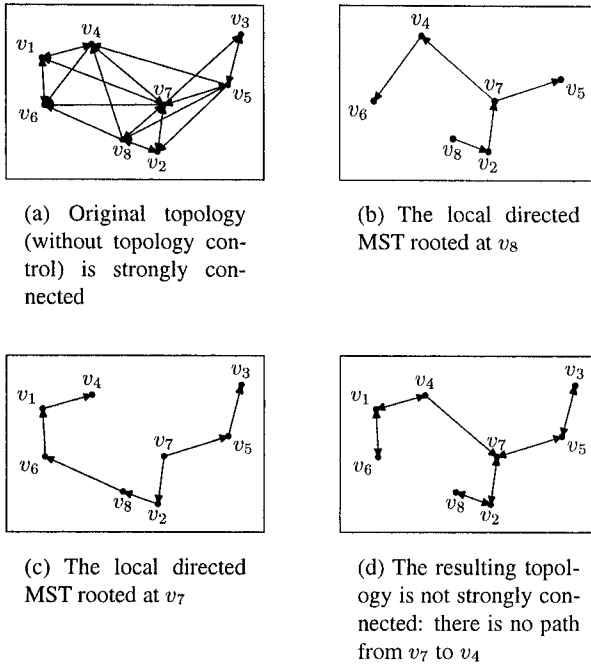 v1 v4 v3
v7 v5
v6
v8 v2
v4
v7
v6 v5
v8 v2
(a) Original topology
(without topology con-
trol) is strongly con-
nected
(b) The local directed
MST rooted at v8
v1 v4 v3
v7
v6 v5
v8 v2
v1 v4 v3
v7
v6 v5
v8 v2
(c) The local directed
MST rooted at v7
(d) The resulting topol-
ogy is not strongly con-
nected: there is no path
from v7 to v4